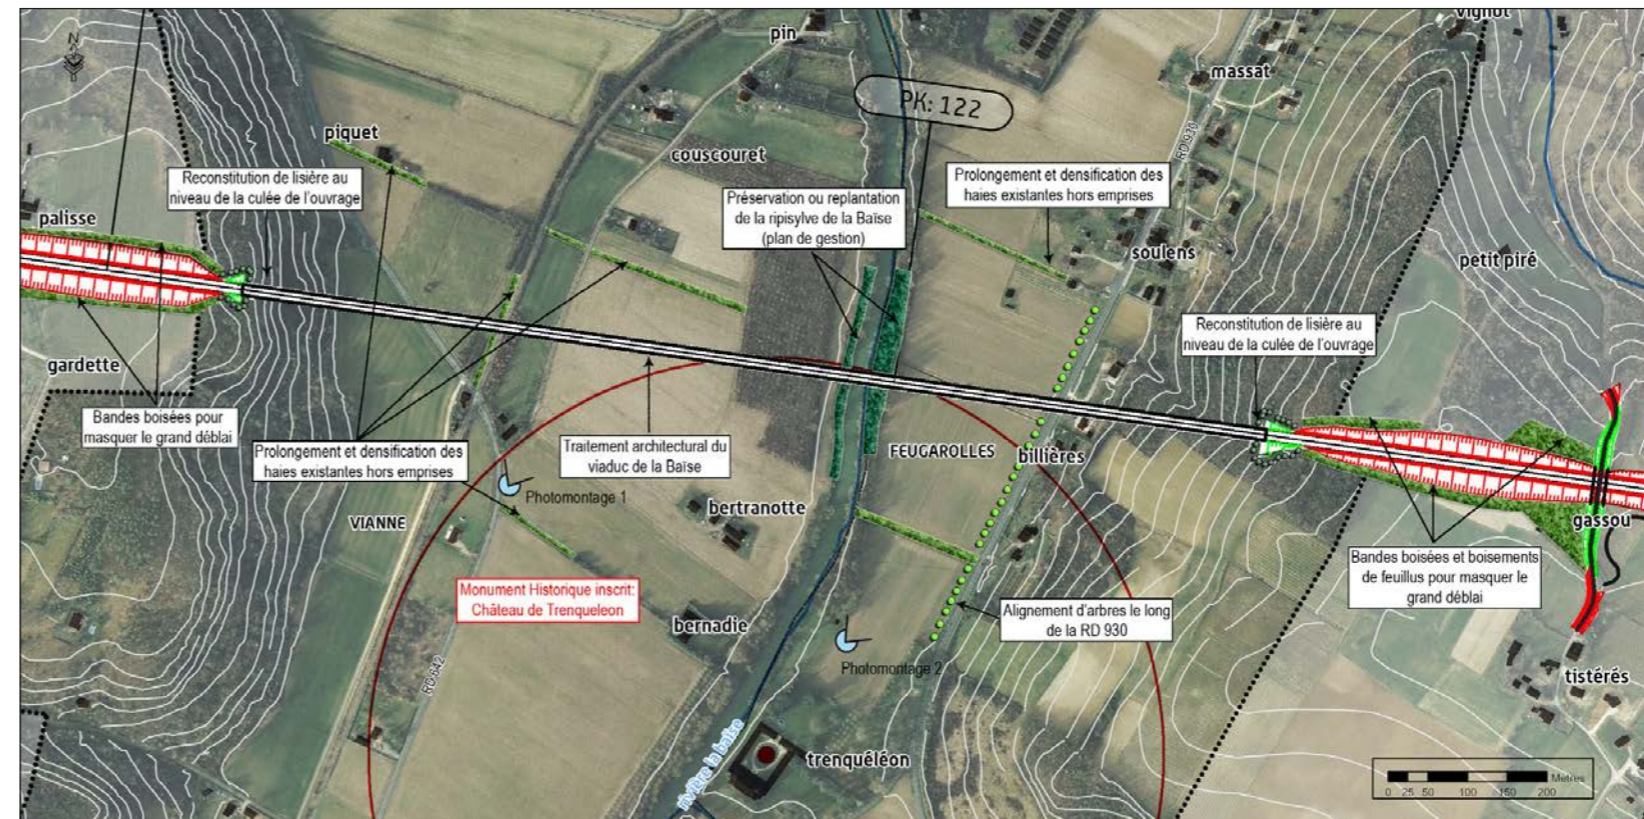 N
pin
vignot
massat
PK: 122
RD 930
piquet
couscouret
Reconstitution de lisière au
niveau de la culée de l'ouvrage
Préservation ou replantation
de la ripisylve de la Baïse
(plan de gestion)
Prolongement et densification des
haies existantes hors emprises
palisse
soulens
petit piré
gardette
Reconstitution de lisière au
niveau de la culée de l'ouvrage
Bandes boisées pour
masquer le grand déblai
Prolongement et densification des
haies existantes hors emprises
Traitement architectural du
viaduc de la Baïse
FEUGAROLLES
billières
Photomontage 1
VIANNE
bertranotte
gassou
Bandes boisées et boisements
de feuillus pour masquer le
grand déblai
Monument Historique inscrit:
Château de Trenqueleon
bernadie
Alignement d'arbres le long
de la RD 930
Photomontage 2
RD 642
tistérés
rivière la baïse
trenquéléon
Mètres
0 25 50 100 150 200